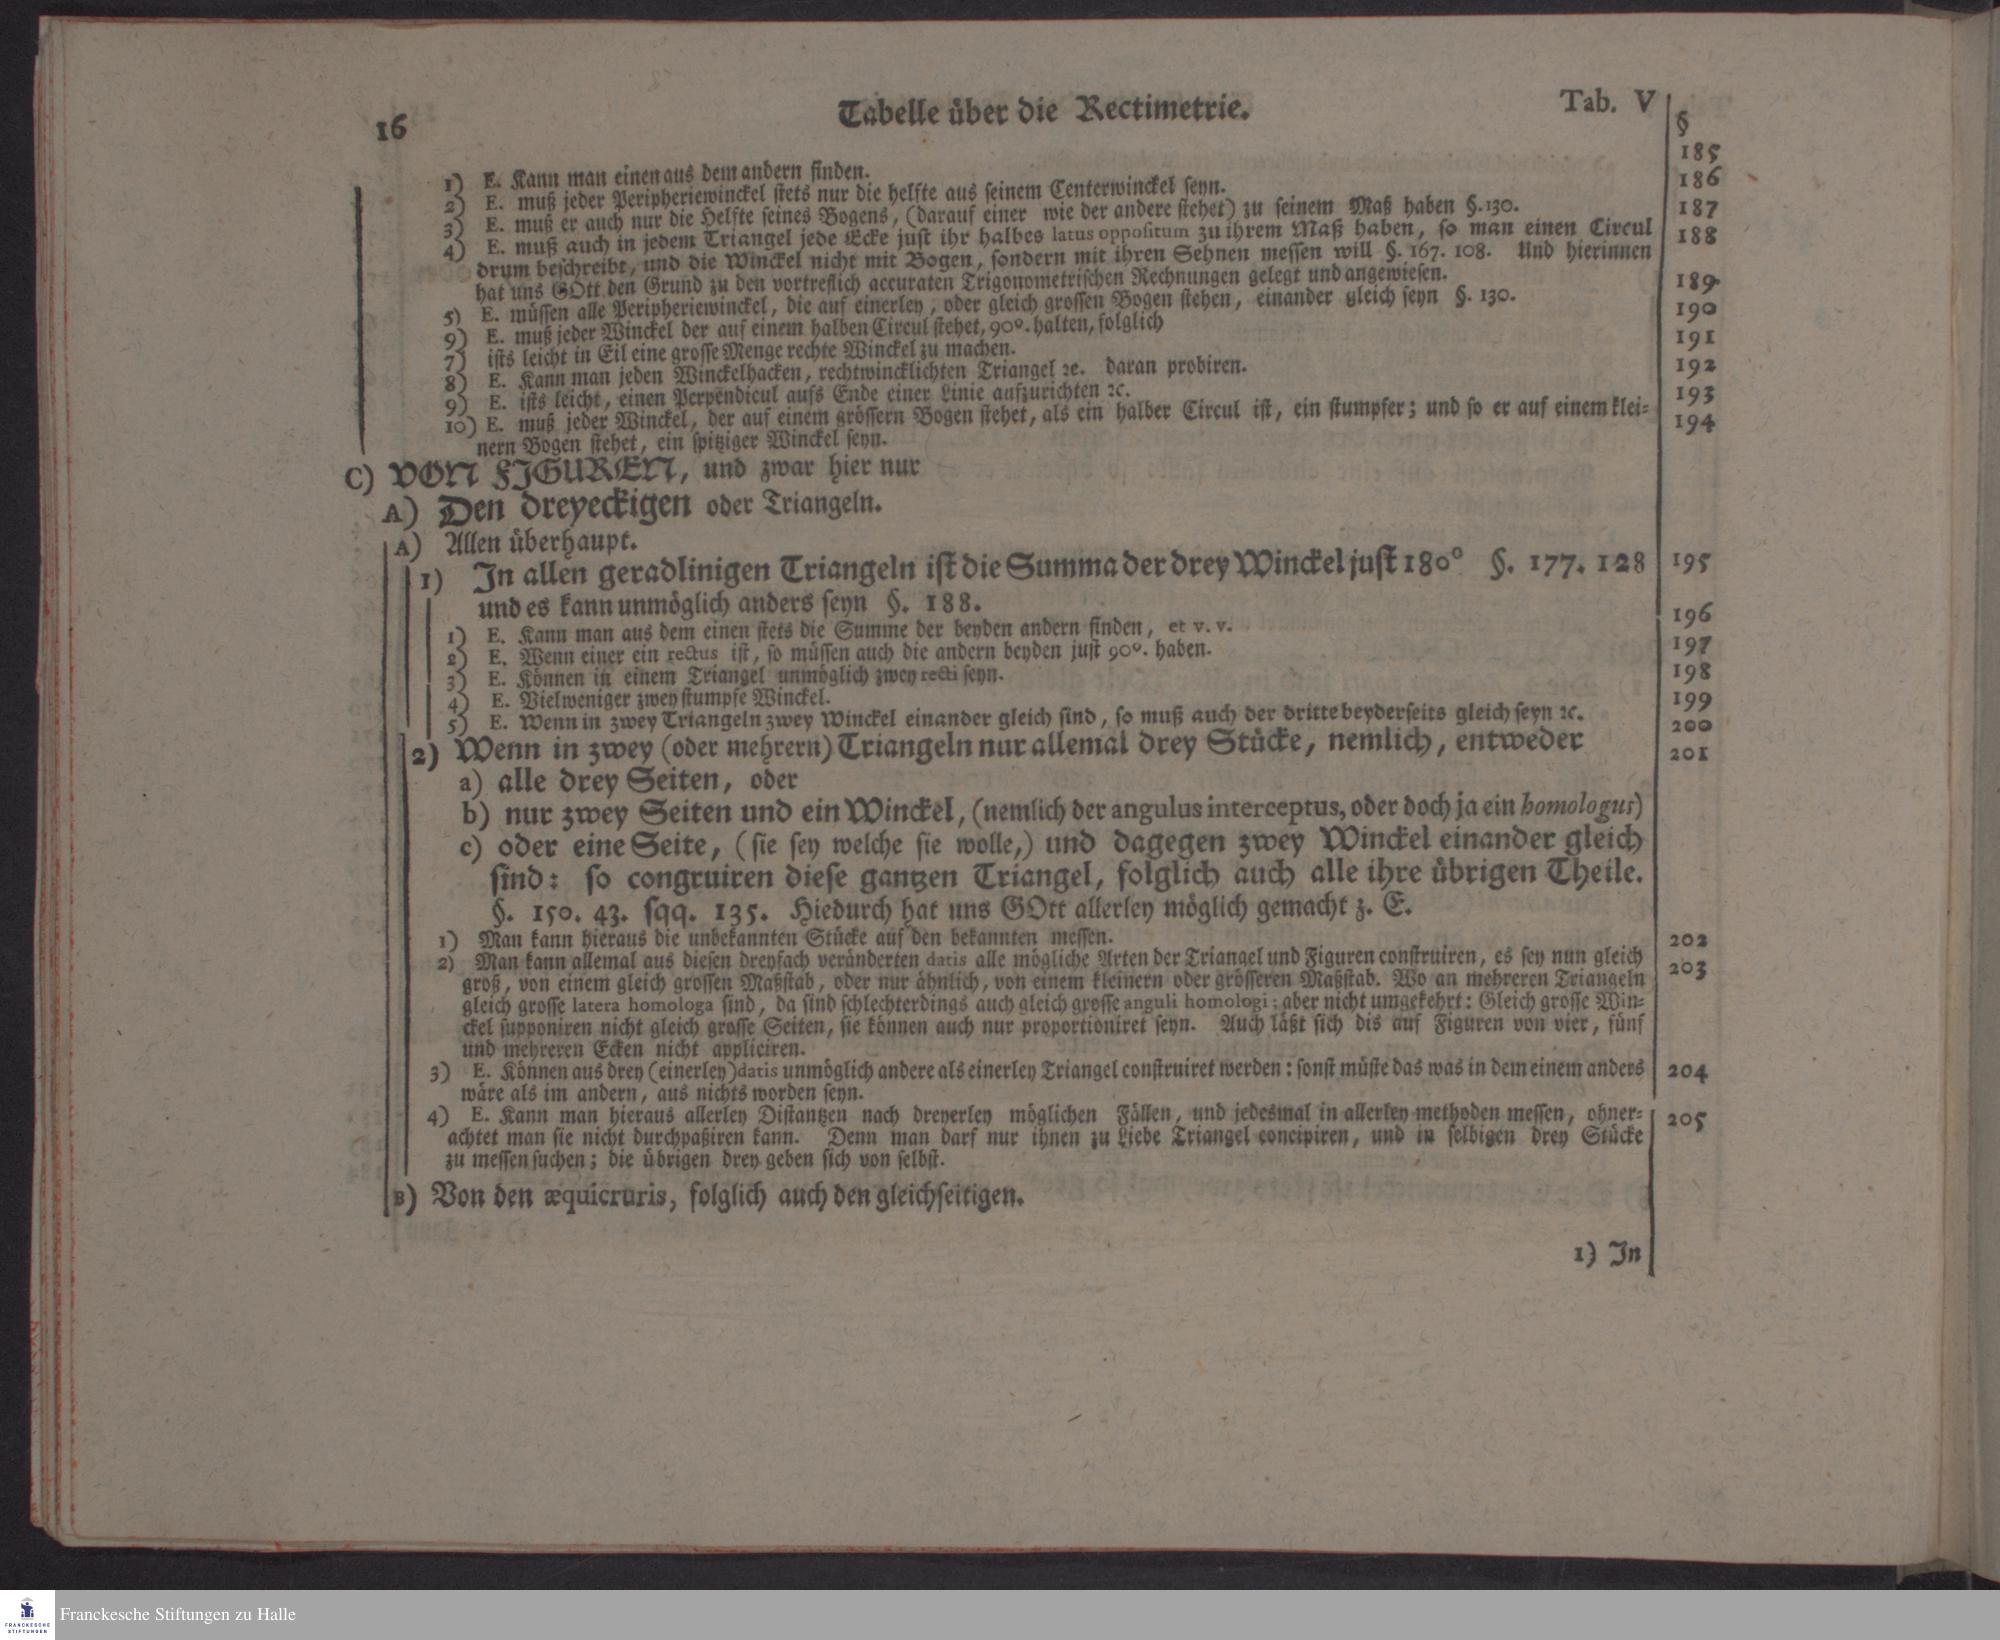 16
Tabelle über die Rectimetrie.
Tab. V
§
1) E. Kann man einen aus dem andern finden. 185
2) E. muß jeder Peripheriewinckel stets nur die helfte aus seinem Centerwinckel seyn. 186
3) E. muß er auch nur die Helfte seines Bogens, (darauf einer wie der andere stehet) zu seinem Maß haben §. 130. 187
4) E. muß auch in jedem Triangel jede Ecke just ihr halbes latus oppositum zu ihrem Maß haben, so man einen Circul 188
drum beschreibt, und die Winckel nicht mit Bogen, sondern mit ihren Sehnen messen will §. 167. 108. Und hierinnen
hat uns GOtt den Grund zu den vortreflich accuraten Trigonometrischen Rechnungen gelegt und angewiesen.
5) E. müssen alle Peripheriewinckel, die auf einerley, oder gleich grossen Bogen stehen, einander gleich seyn §. 130. 189
9) E. muß jeder Winckel der auf einem halben Circul stehet, 90°. halten, folglich 190
7) ists leicht in Eil eine grosse Menge rechte Winckel zu machen. 191
8) E. Kann man jeden Winckelhacken, rechtwincklichten Triangel ꝛc. daran probiren. 192
9) E. ists leicht, einen Perpendicul aufs Ende einer Linie aufzurichten ꝛc. 193
10) E. muß jeder Winckel, der auf einem grössern Bogen stehet, als ein halber Circul ist, ein stumpfer; und so er auf einem klei= 194
nern Bogen stehet, ein spitziger Winckel seyn.
C) VON FIGUREN, und zwar hier nur
A) Den dreyeckigen oder Triangeln.
A) Allen überhaupt.
1) In allen geradlinigen Triangeln ist die Summa der drey Winckel just 180° §. 177. 128 195
und es kann unmöglich anders seyn §. 188.
1) E. Kann man aus dem einen stets die Summe der beyden andern finden, et v. v. 196
2) E. Wenn einer ein rectus ist, so müssen auch die andern beyden just 90°. haben. 197
3) E. Können in einem Triangel unmöglich zwey recti seyn. 198
4) E. Vielweniger zwey stumpfe Winckel. 199
5) E. Wenn in zwey Triangeln zwey Winckel einander gleich sind, so muß auch der dritte beyderseits gleich seyn ꝛc. 200
2) Wenn in zwey (oder mehrern) Triangeln nur allemal drey Stücke, nemlich, entweder 201
a) alle drey Seiten, oder
b) nur zwey Seiten und ein Winckel, (nemlich der angulus interceptus, oder doch ja ein homologus)
c) oder eine Seite, (sie sey welche sie wolle,) und dagegen zwey Winckel einander gleich
sind: so congruiren diese gantzen Triangel, folglich auch alle ihre übrigen Theile.
§. 150. 43. sqq. 135. Hiedurch hat uns GOtt allerley möglich gemacht z. E.
1) Man kann hieraus die unbekannten Stücke auf den bekannten messen. 202
2) Man kann allemal aus diesen dreyfach veränderten datis alle mögliche Arten der Triangel und Figuren construiren, es sey nun gleich 203
groß, von einem gleich grossen Maßstab, oder nur ähnlich, von einem kleinern oder grösseren Maßstab. Wo an mehreren Triangeln
gleich grosse latera homologa sind, da sind schlechterdings auch gleich grosse anguli homologi; aber nicht umgekehrt: Gleich grosse Win=
ckel supponiren nicht gleich grosse Seiten, sie können auch nur proportioniret seyn. Auch läßt sich dis auf Figuren von vier, fünf
und mehreren Ecken nicht appliciren.
3) E. Können aus drey (einerley) datis unmöglich andere als einerley Triangel construiret werden: sonst müste das was in dem einem anders 204
wäre als im andern, aus nichts worden seyn.
4) E. Kann man hieraus allerley Distantzen nach dreyerley möglichen Fällen, und jedesmal in allerley methoden messen, ohner= 205
achtet man sie nicht durchpaßiren kann. Denn man darf nur ihnen zu Liebe Triangel concipiren, und in selbigen drey Stücke
zu messen suchen; die übrigen drey geben sich von selbst.
B) Von den æquicruris, folglich auch den gleichseitigen.
1) In
Franckesche Stiftungen zu Halle
FRANCKESCHE
STIFTUNGEN